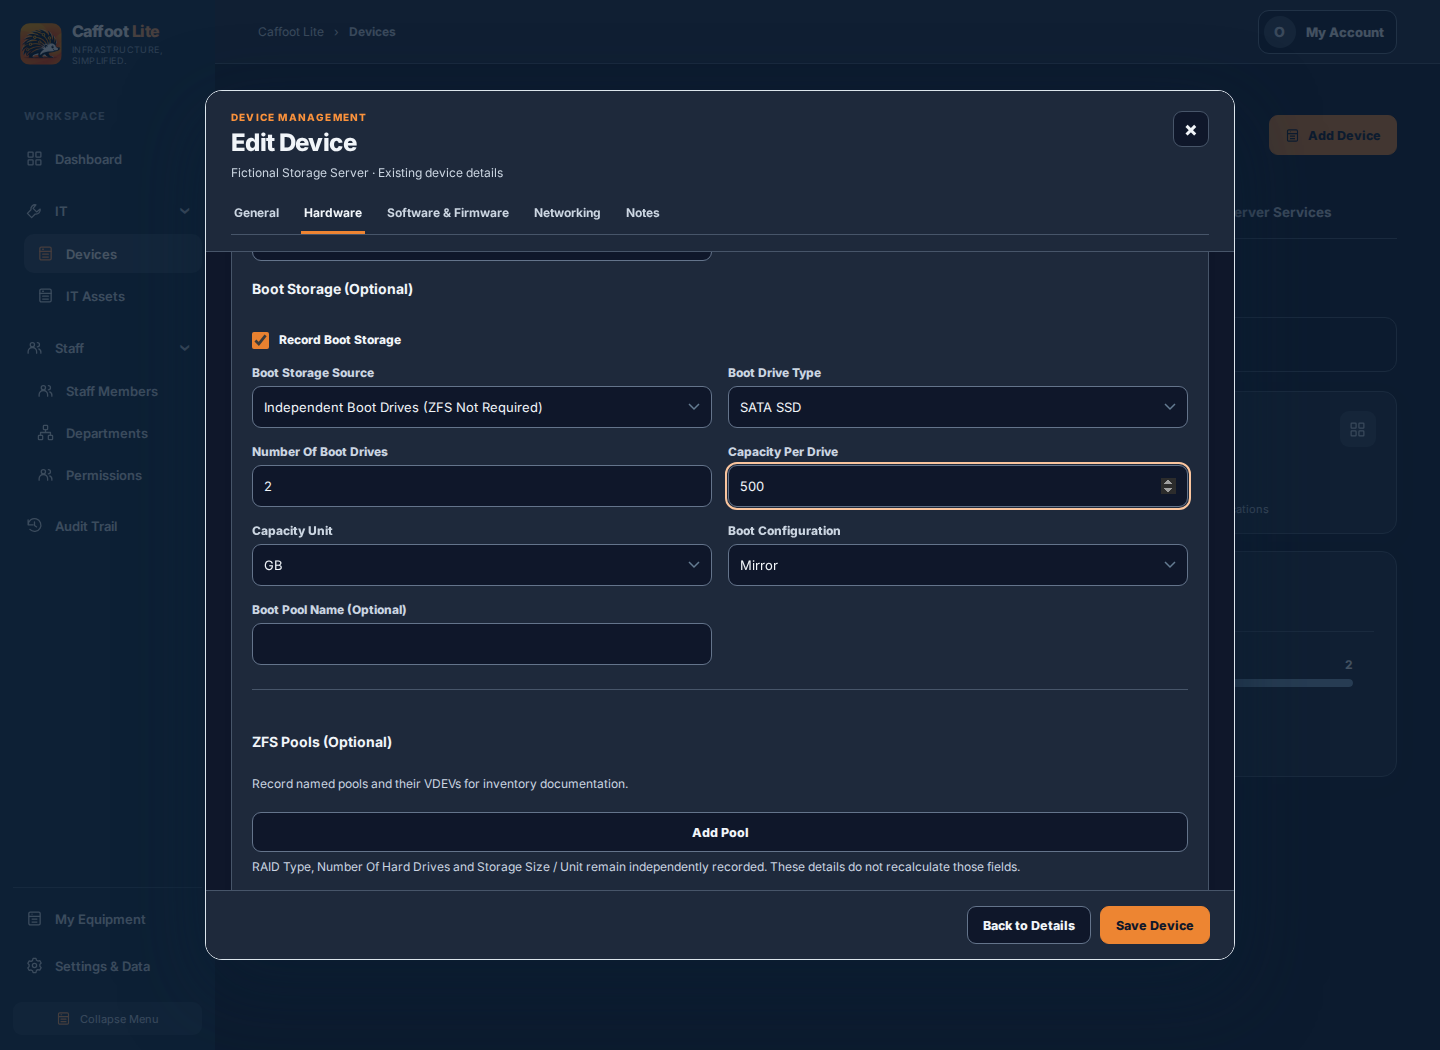 Caffoot Lite
INFRASTRUCTURE,
SIMPLIFIED.
Caffoot Lite › Devices
O My Account
WORKSPACE
Dashboard
IT
Devices
IT Assets
Staff
Staff Members
Departments
Permissions
Audit Trail
My Equipment
Settings & Data
Collapse Menu
Add Device
erver Services
ations
2
DEVICE MANAGEMENT
Edit Device
Fictional Storage Server · Existing device details
General Hardware Software & Firmware Networking Notes
Boot Storage (Optional)
Record Boot Storage
Boot Storage Source Boot Drive Type
Independent Boot Drives (ZFS Not Required) SATA SSD
Number Of Boot Drives Capacity Per Drive
2 500
Capacity Unit Boot Configuration
GB Mirror
Boot Pool Name (Optional)
ZFS Pools (Optional)
Record named pools and their VDEVs for inventory documentation.
Add Pool
RAID Type, Number Of Hard Drives and Storage Size / Unit remain independently recorded. These details do not recalculate those fields.
Back to Details Save Device